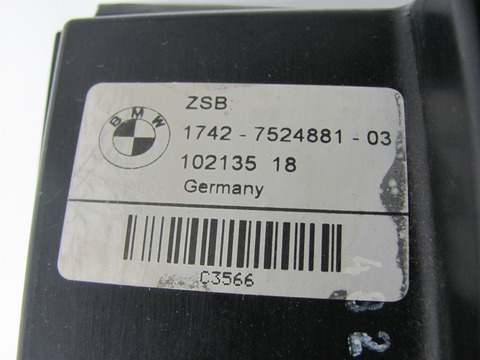 BMW
ZSB
1742 - 7524881 - 03
102135 18
Germany
C3566